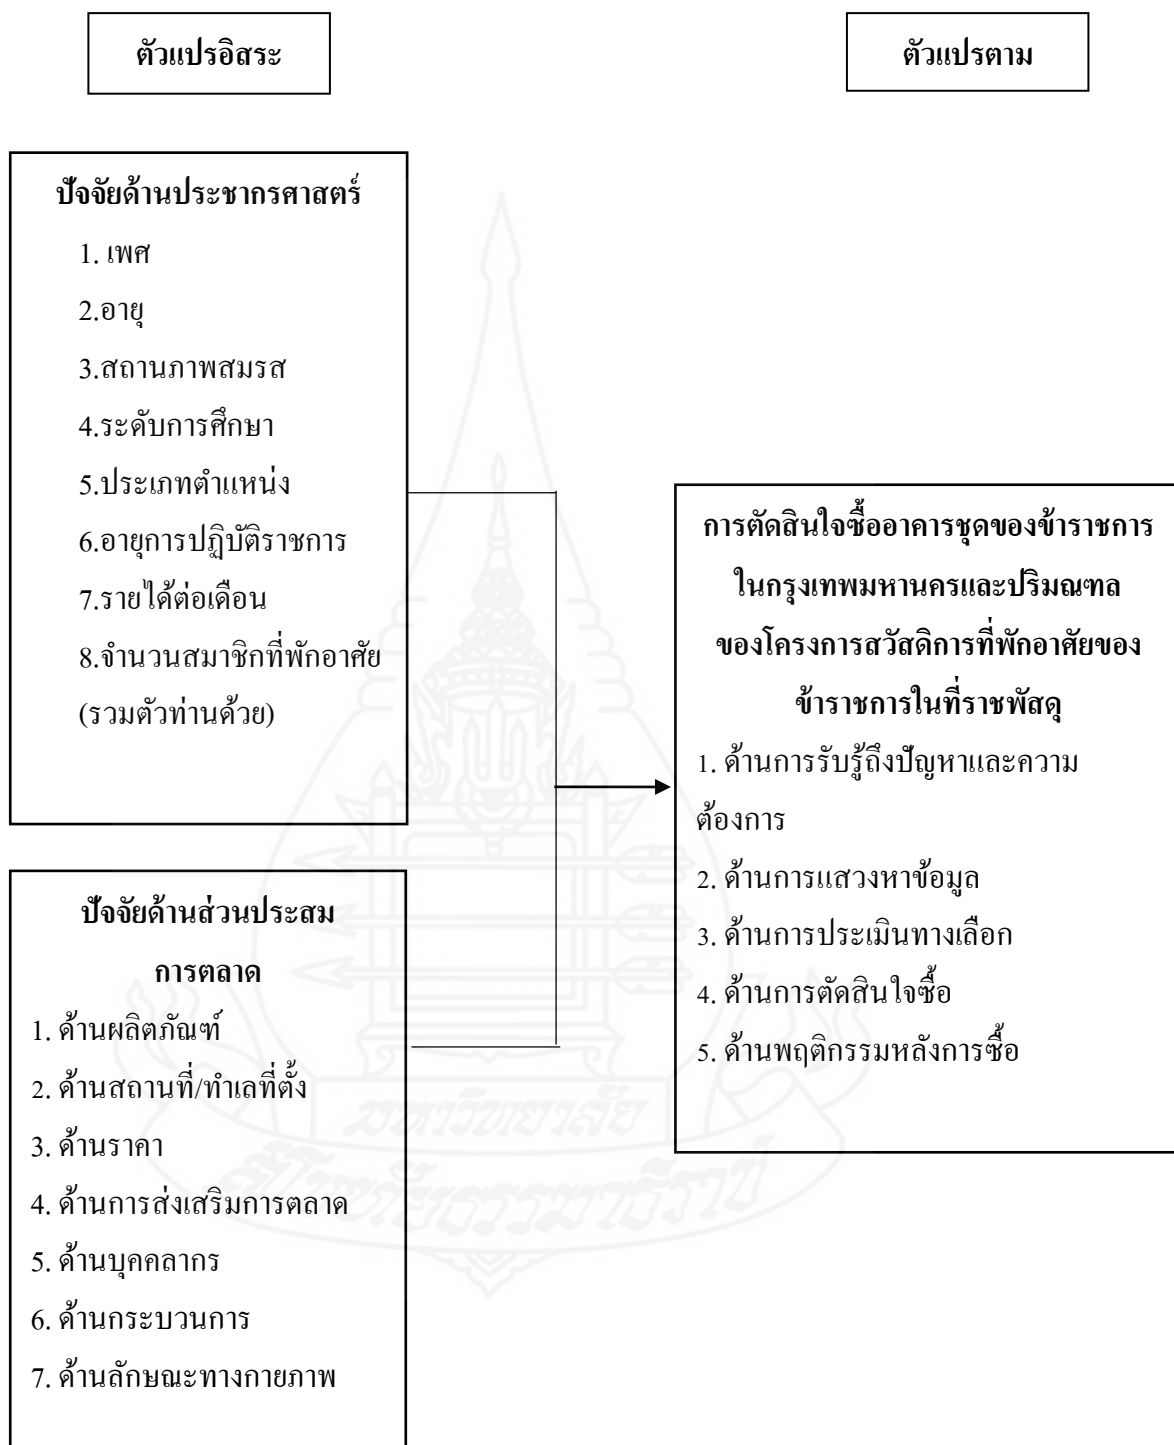 ตัวแปรอิสระ
ตัวแปรตาม
ปัจจัยด้านประชากรศาสตร์
1. เพศ
2.อายุ
3.สถานภาพสมรส
4.ระดับการศึกษา
5.ประเภทตำแหน่ง
6.อายุการปฏิบัติราชการ
7.รายได้ต่อเดือน
8.จำนวนสมาชิกที่พักอาศัย
(รวมตัวท่านด้วย)
ปัจจัยด้านส่วนประสม
การตลาด
1. ด้านผลิตภัณฑ์
2. ด้านสถานที่/ทำเลที่ตั้ง
3. ด้านราคา
4. ด้านการส่งเสริมการตลาด
5. ด้านบุคคลากร
6. ด้านกระบวนการ
7. ด้านลักษณะทางกายภาพ
การตัดสินใจซื้ออาคารชุดของข้าราชการ
ในกรุงเทพมหานครและปริมณฑล
ของโครงการสวัสดิการที่พักอาศัยของ
ข้าราชการในที่ราชพัสดุ
1. ด้านการรับรู้ถึงปัญหาและความ
ต้องการ
2. ด้านการแสวงหาข้อมูล
3. ด้านการประเมินทางเลือก
4. ด้านการตัดสินใจซื้อ
5. ด้านพฤติกรรมหลังการซื้อ
มหาวิทยาลัย
สุโขทัยธรรมาธิราช